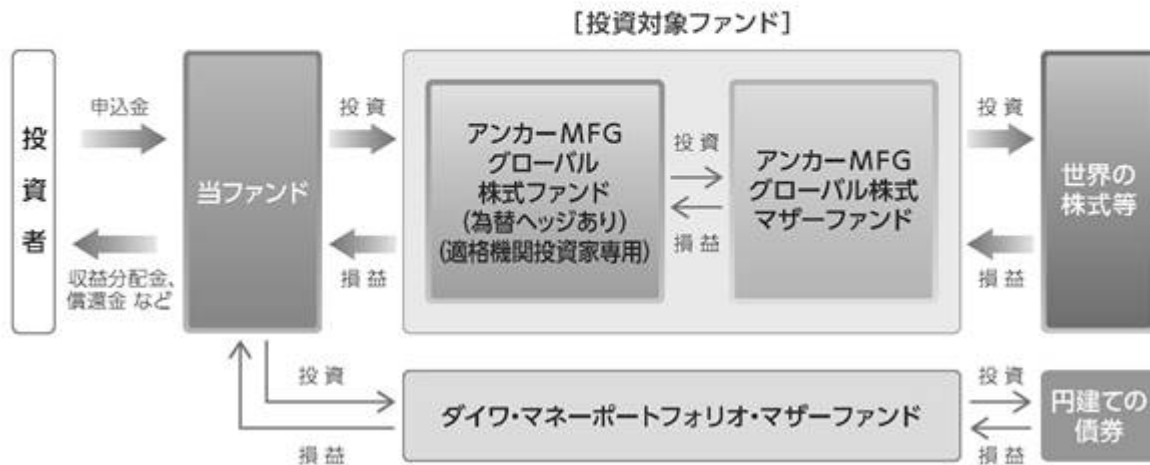 [投資対象ファンド]
投資者
申込金
収益分配金、
償還金 など
当ファンド
投資
損益
アンカーMFG
グローバル
株式ファンド
(為替ヘッジあり)
(適格機関投資家専用)
投資
損益
アンカーMFG
グローバル株式
マザーファンド
投資
損益
世界の
株式等
投資
損益
ダイワ・マネーポートフォリオ・マザーファンド
投資
損益
円建ての
債券